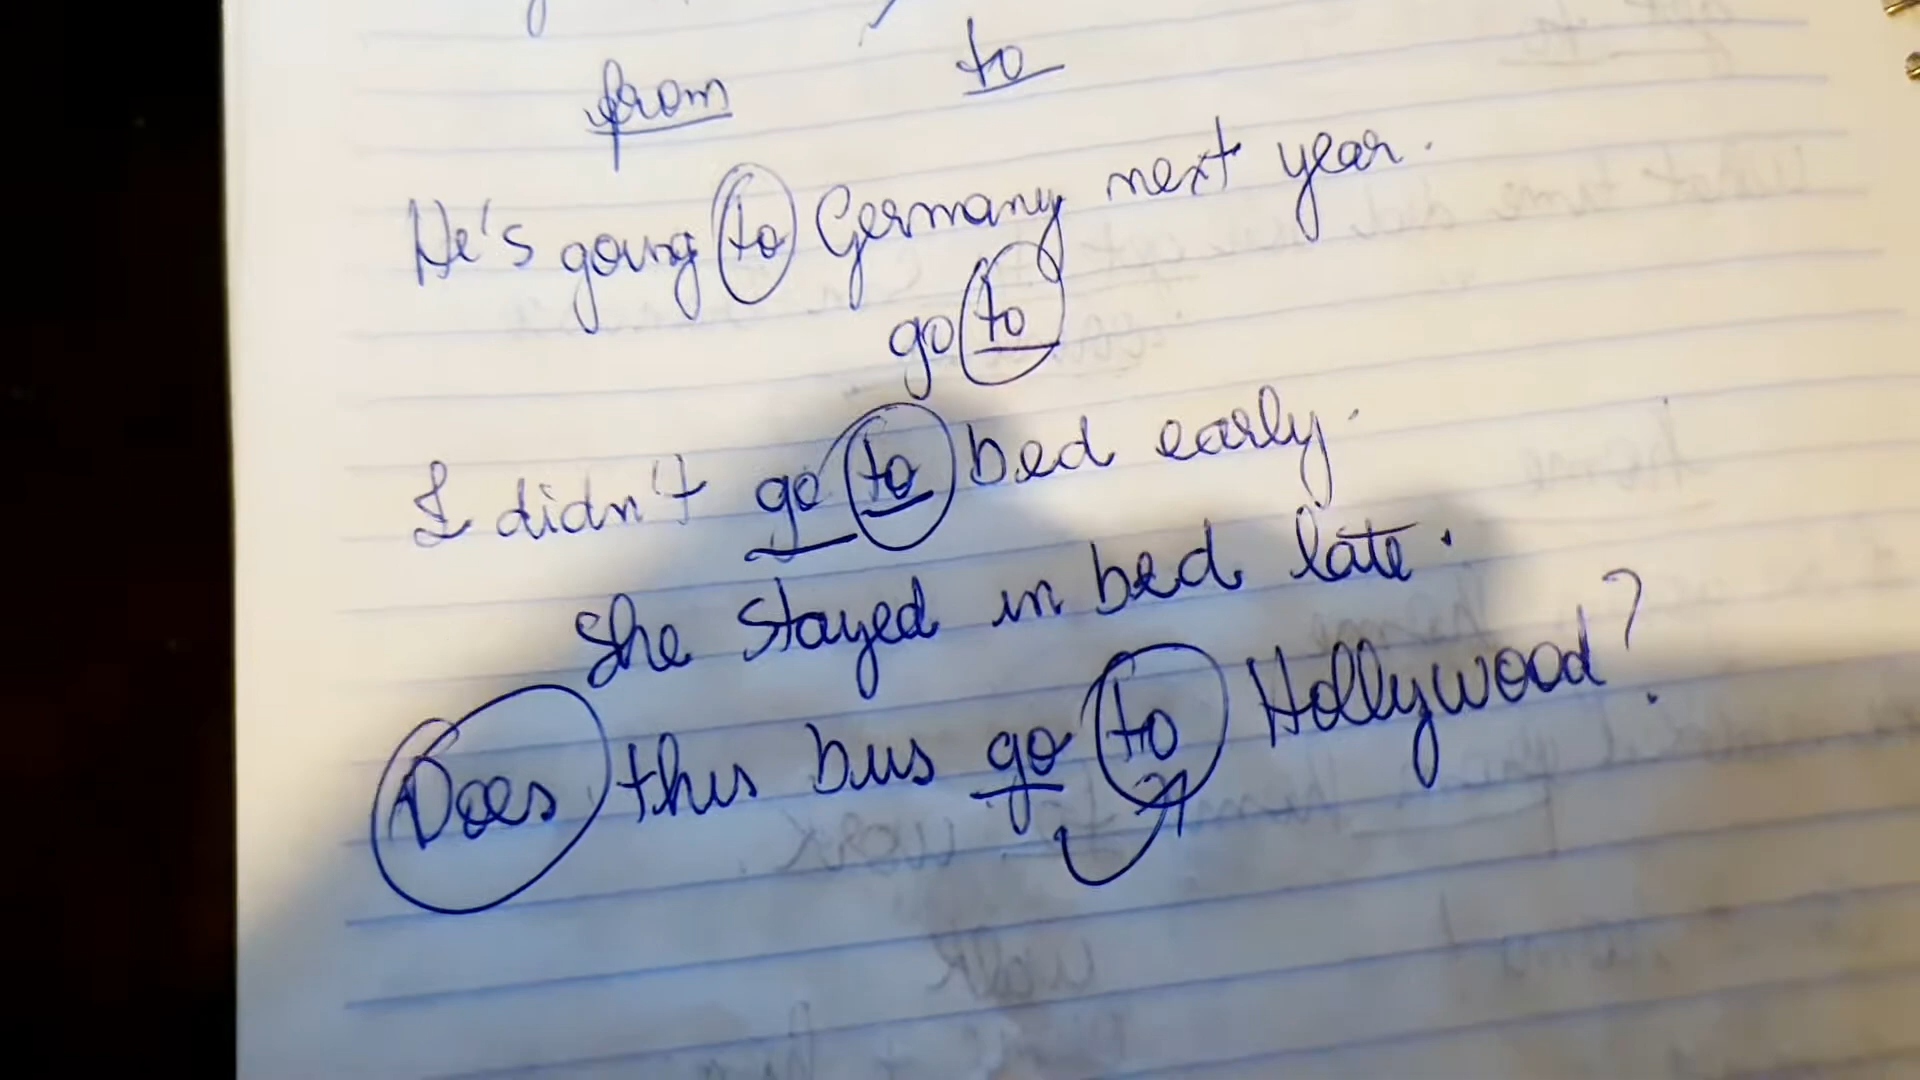 from to
He's going to Germany next year.
go to
I didn't go to bed early.
She stayed in bed late.
Does this bus go to Hollywood?